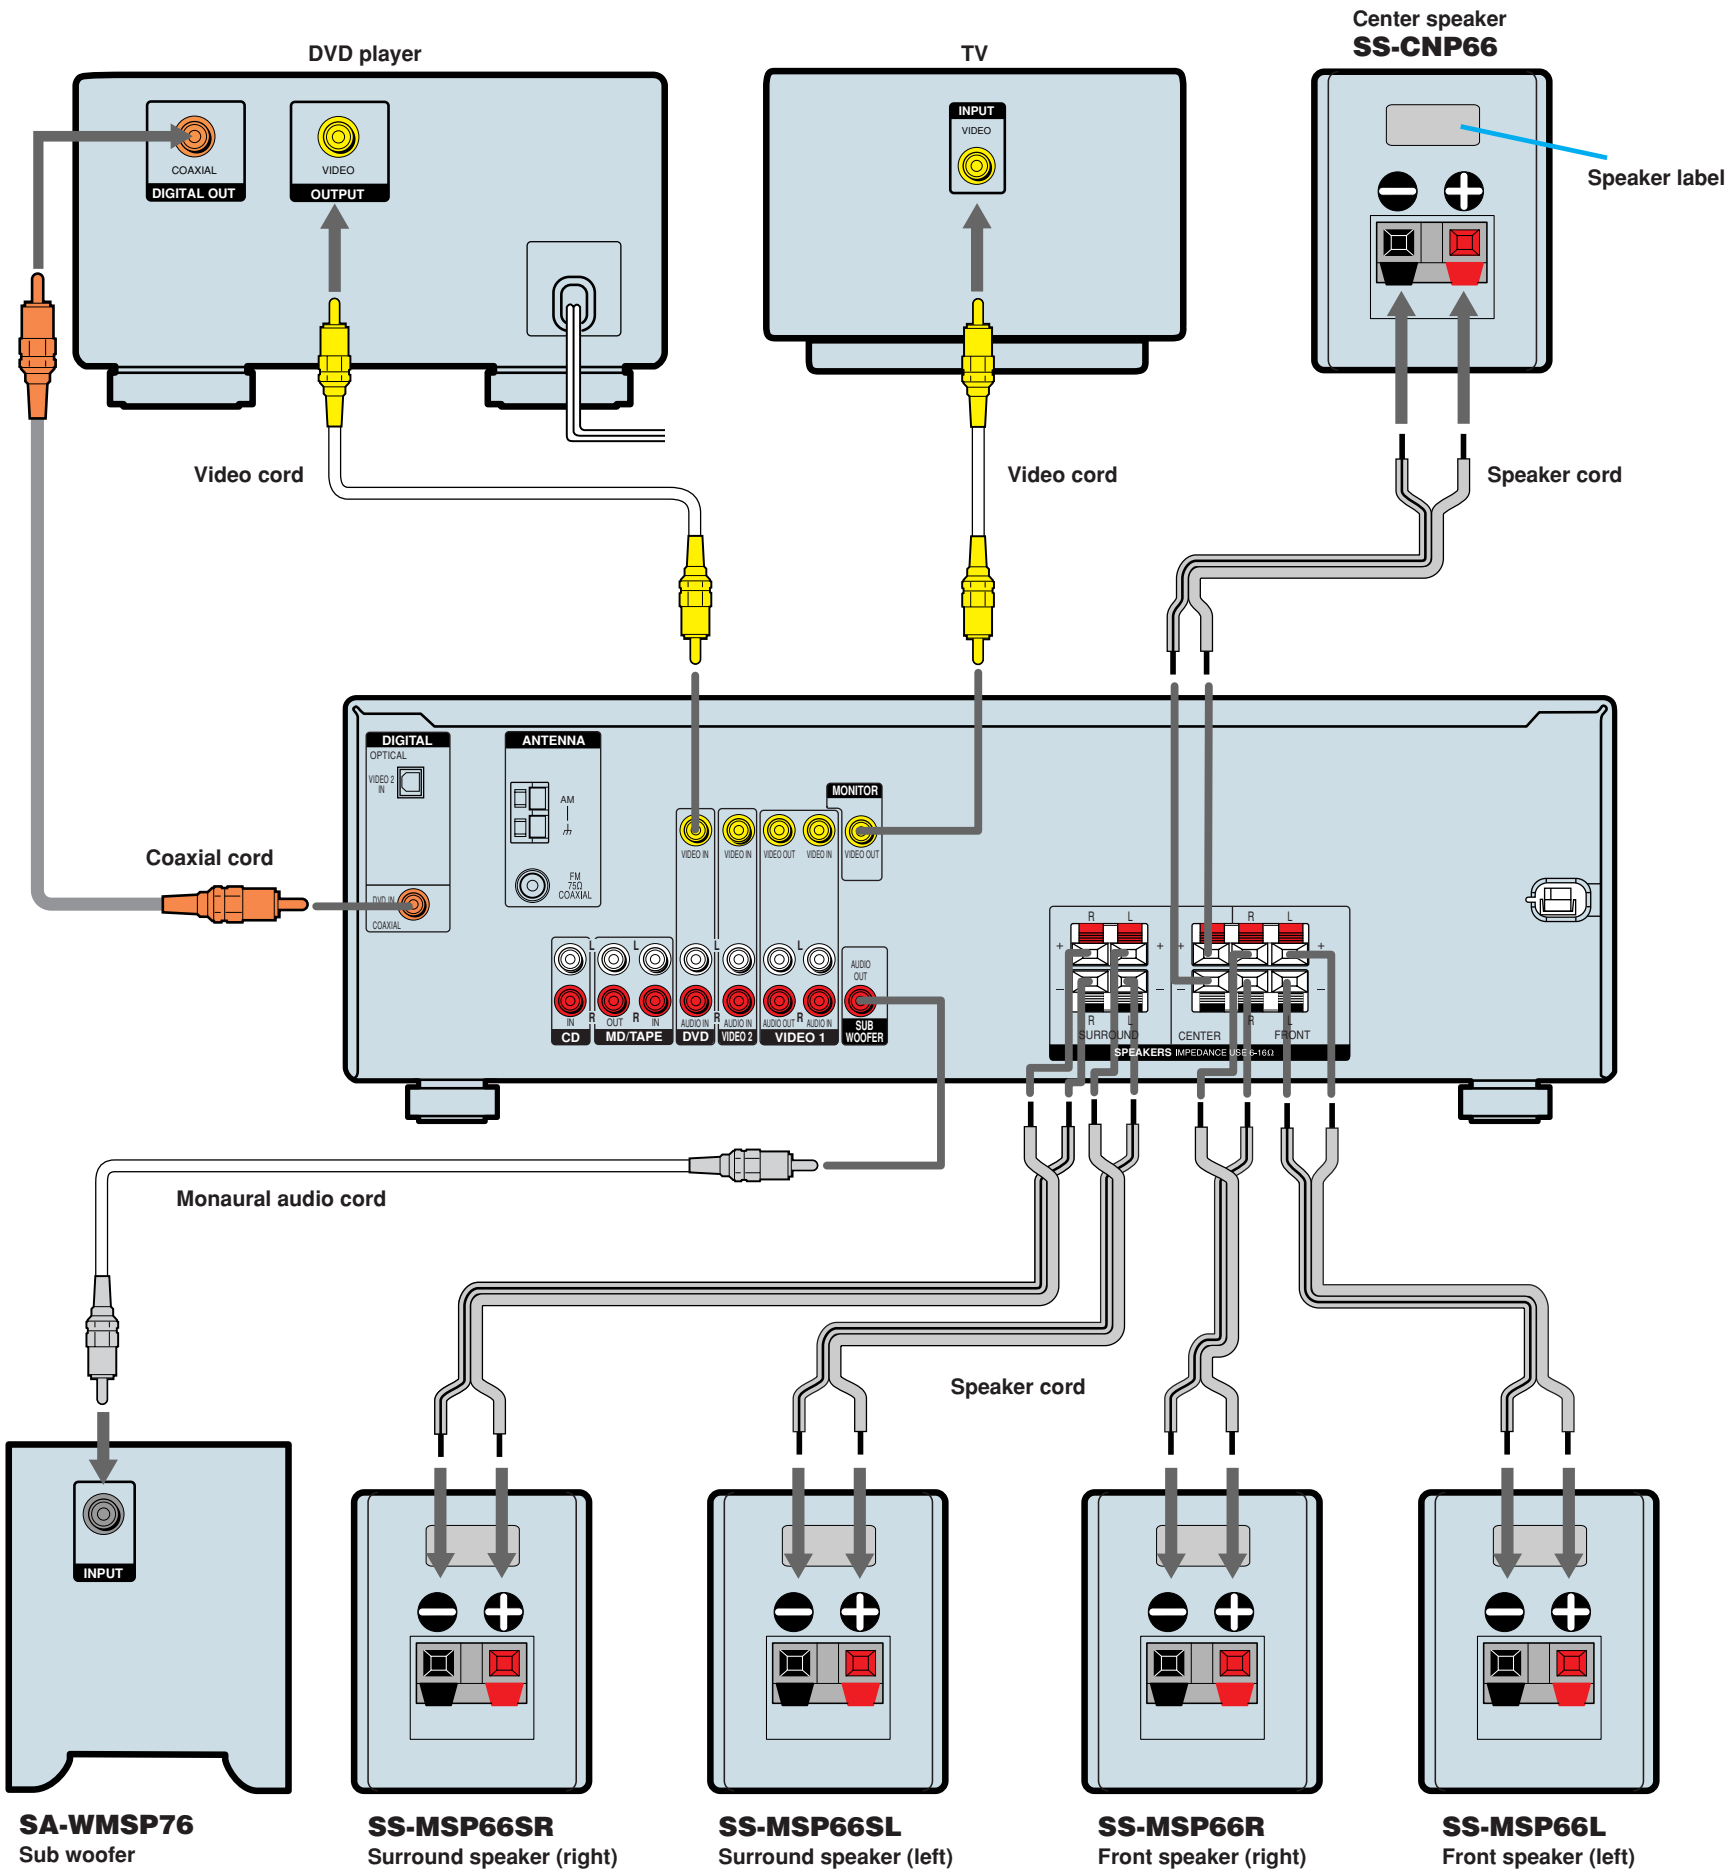 Center speaker
SS-CNP66
DVD player
TV
COAXIAL
DIGITAL OUT
VIDEO
OUTPUT
INPUT
VIDEO
Speaker label
Video cord
Video cord
Speaker cord
DIGITAL
OPTICAL
VIDEO 2
IN
ANTENNA
AM
FM
75Ω
COAXIAL
MONITOR
VIDEO IN
VIDEO IN
VIDEO OUT
VIDEO IN
VIDEO OUT
Coaxial cord
DVD IN
COAXIAL
R L R L
+ + + +
– – – –
L L L L
AUDIO
OUT
R R R R
IN OUT IN AUDIO IN AUDIO IN AUDIO OUT AUDIO IN
CD MD/TAPE DVD VIDEO 2 VIDEO 1
SUB
WOOFER
R L R L
SURROUND CENTER FRONT
SPEAKERS IMPEDANCE USE 6-16Ω
Monaural audio cord
Speaker cord
INPUT
SA-WMSP76
Sub woofer
SS-MSP66SR
Surround speaker (right)
SS-MSP66SL
Surround speaker (left)
SS-MSP66R
Front speaker (right)
SS-MSP66L
Front speaker (left)